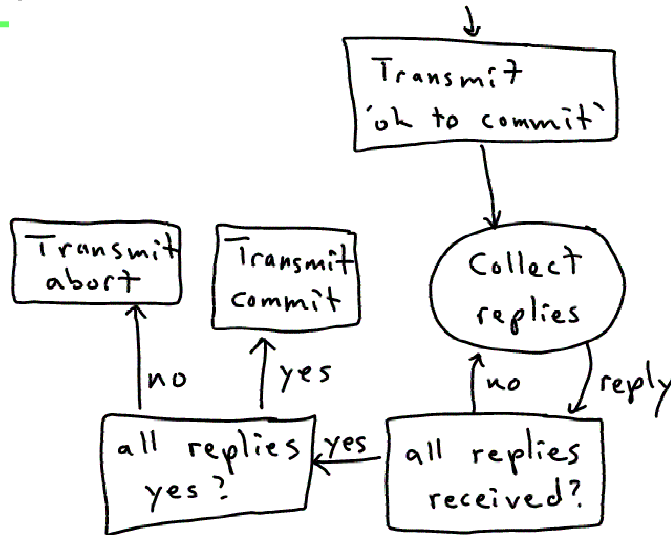 Transmit
'ok to commit'
Transmit
abort
Transmit
commit
Collect
replies
no
yes
no
reply
all replies
yes?
yes
all replies
received?